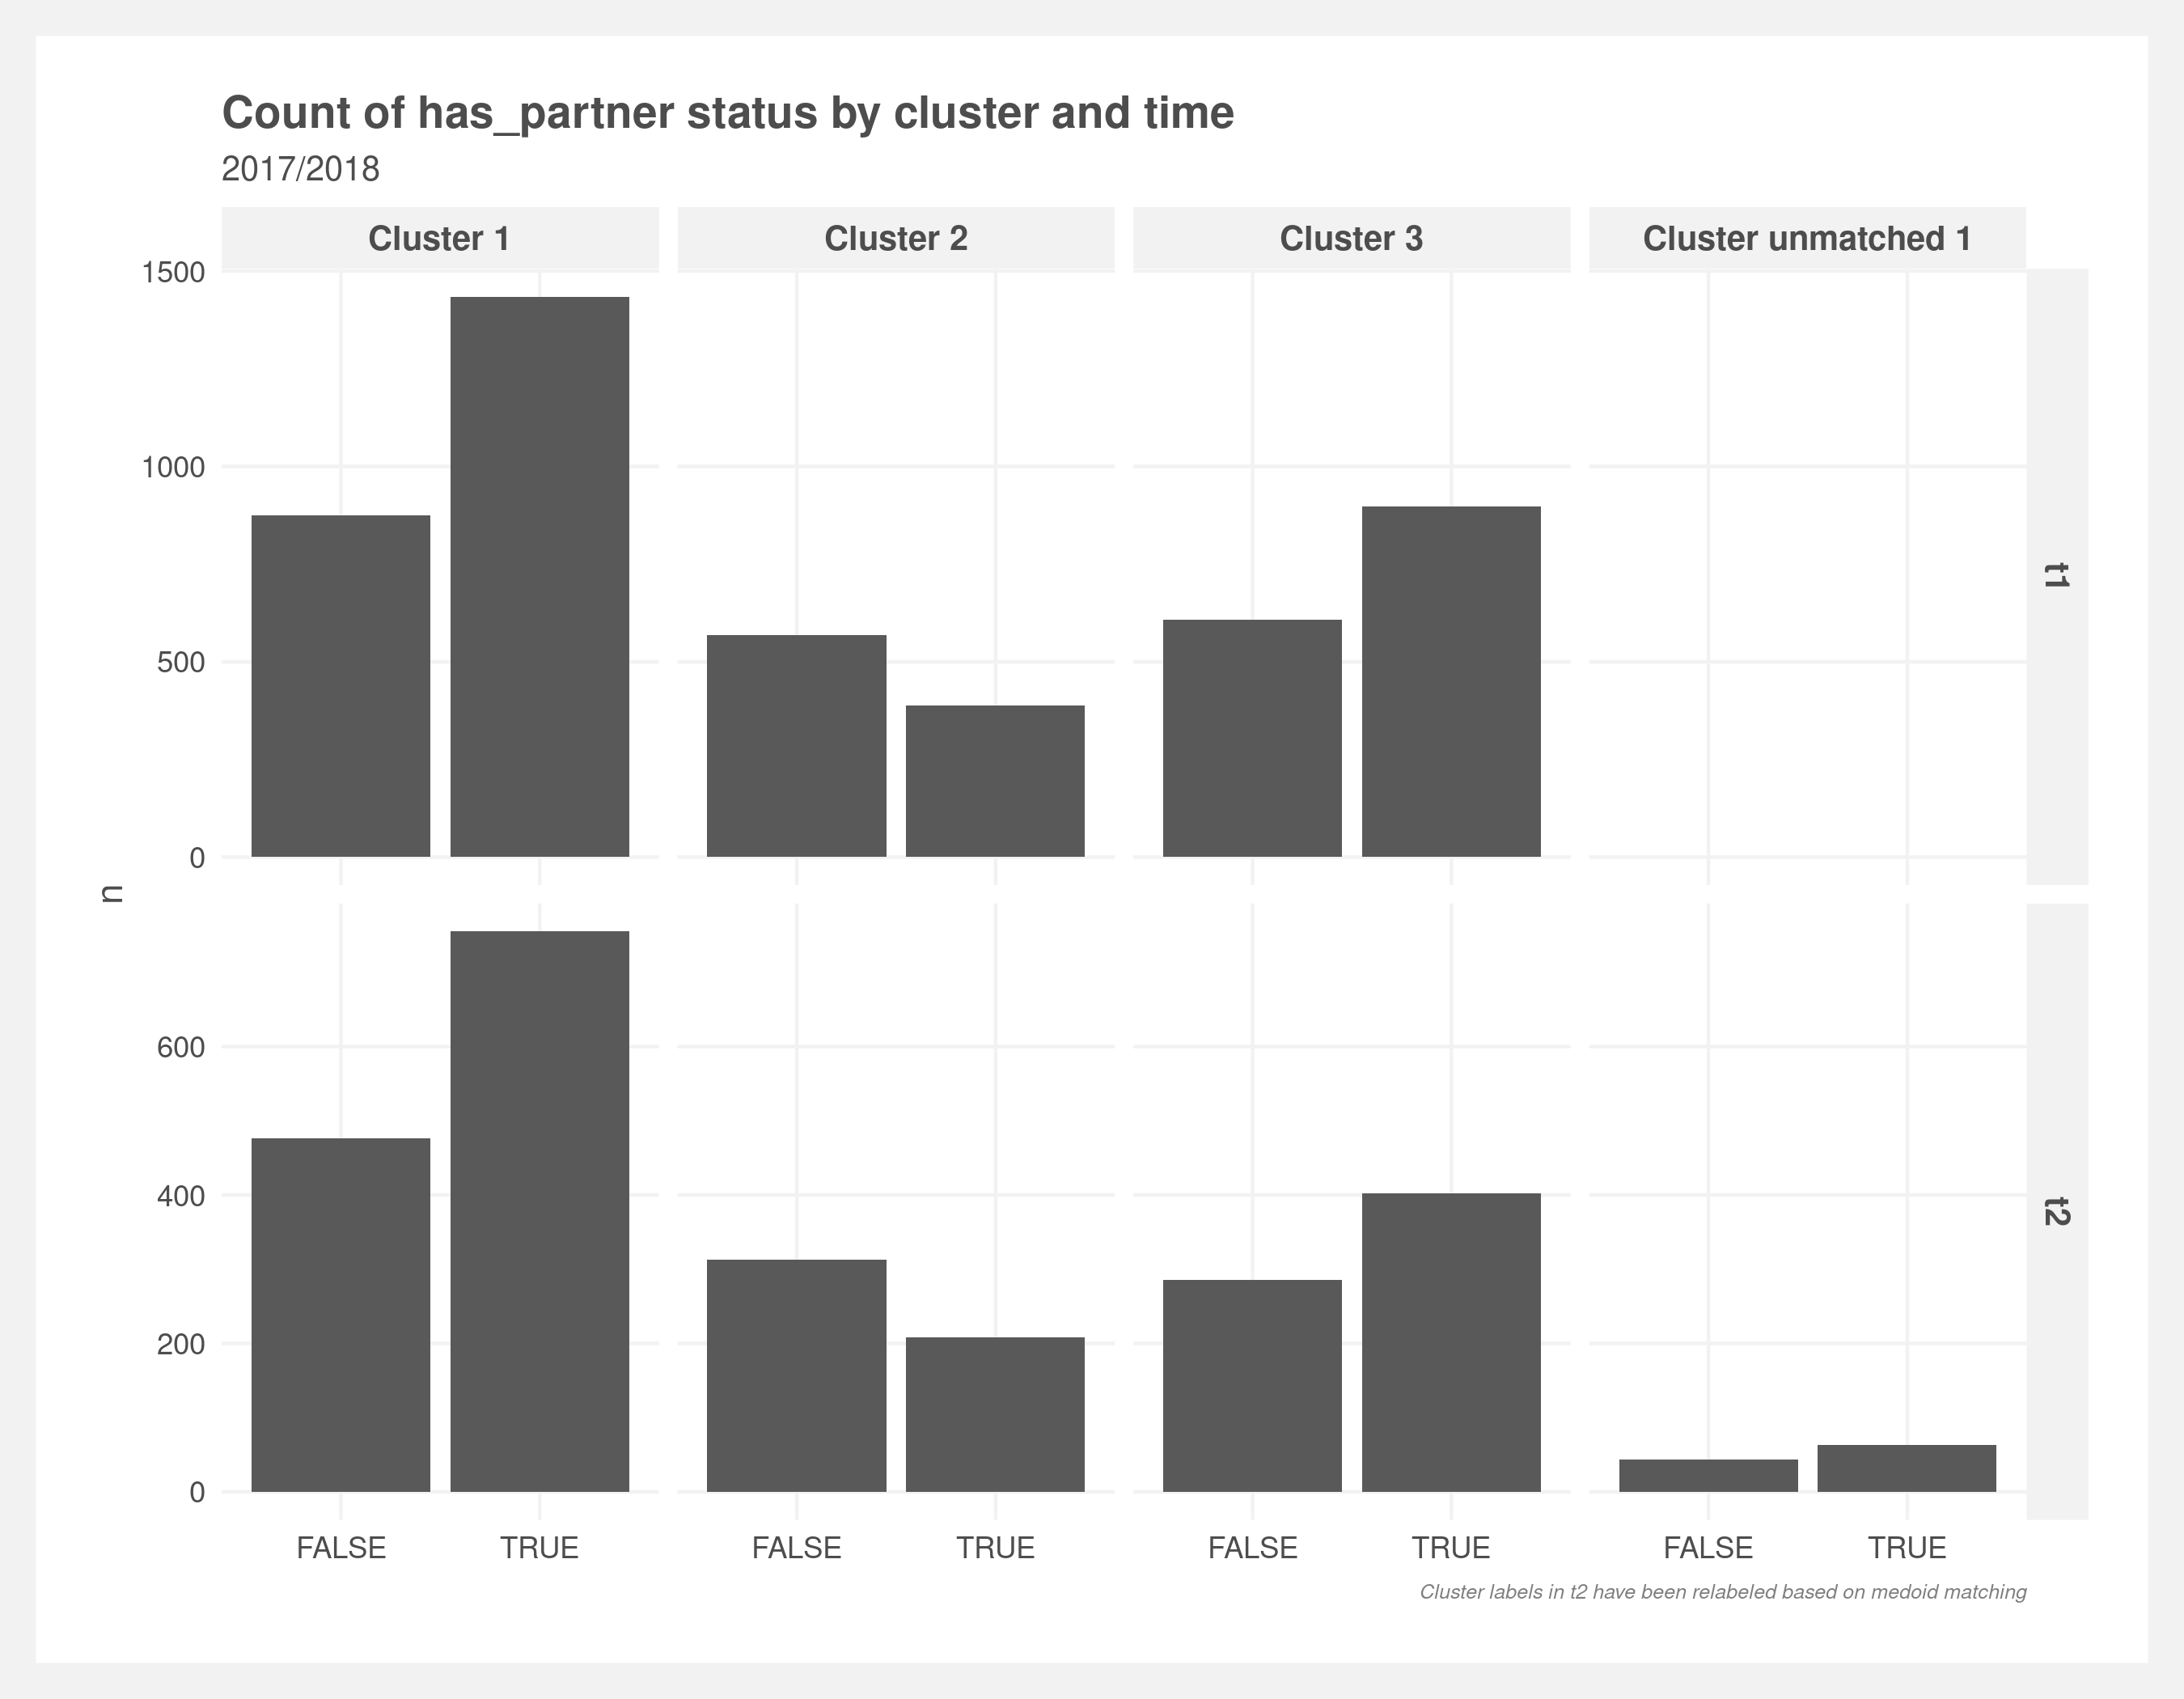 Count of has_partner status by cluster and time
2017/2018
Cluster 1
Cluster 2
Cluster 3
Cluster unmatched 1
1500
1000
500
0
t1
n
600
400
200
0
t2
FALSE
TRUE
FALSE
TRUE
FALSE
TRUE
FALSE
TRUE
Cluster labels in t2 have been relabeled based on medoid matching